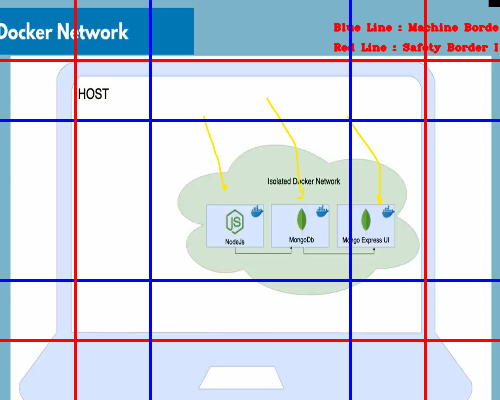 Docker Network
Blue Line : Machine Borde
Red Line : Safety Border I
HOST
Isolated Docker Network
NodeJs
MongoDb
Mongo Express UI